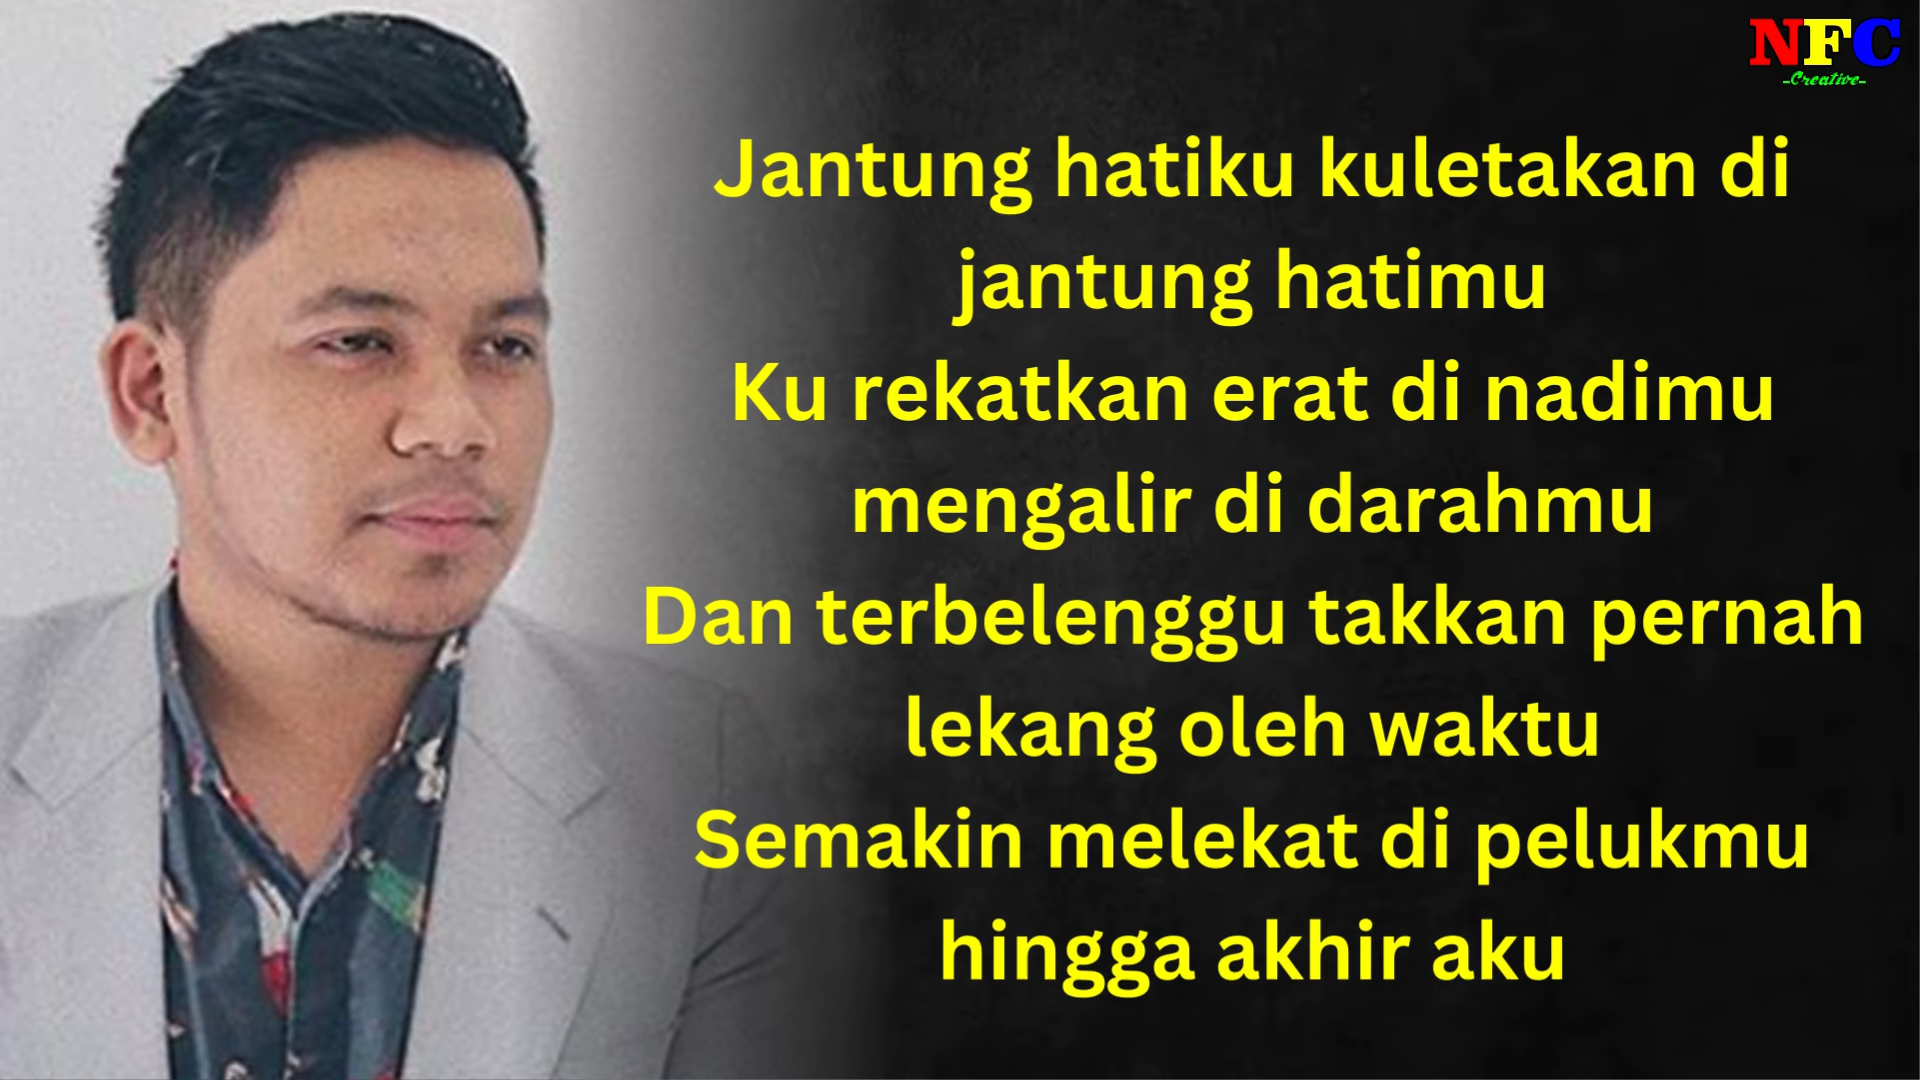 NFC
-Creative-
Jantung hatiku kuletakan di
jantung hatimu
Ku rekatkan erat di nadimu
mengalir di darahmu
Dan terbelenggu takkan pernah
lekang oleh waktu
Semakin melekat di pelukmu
hingga akhir aku